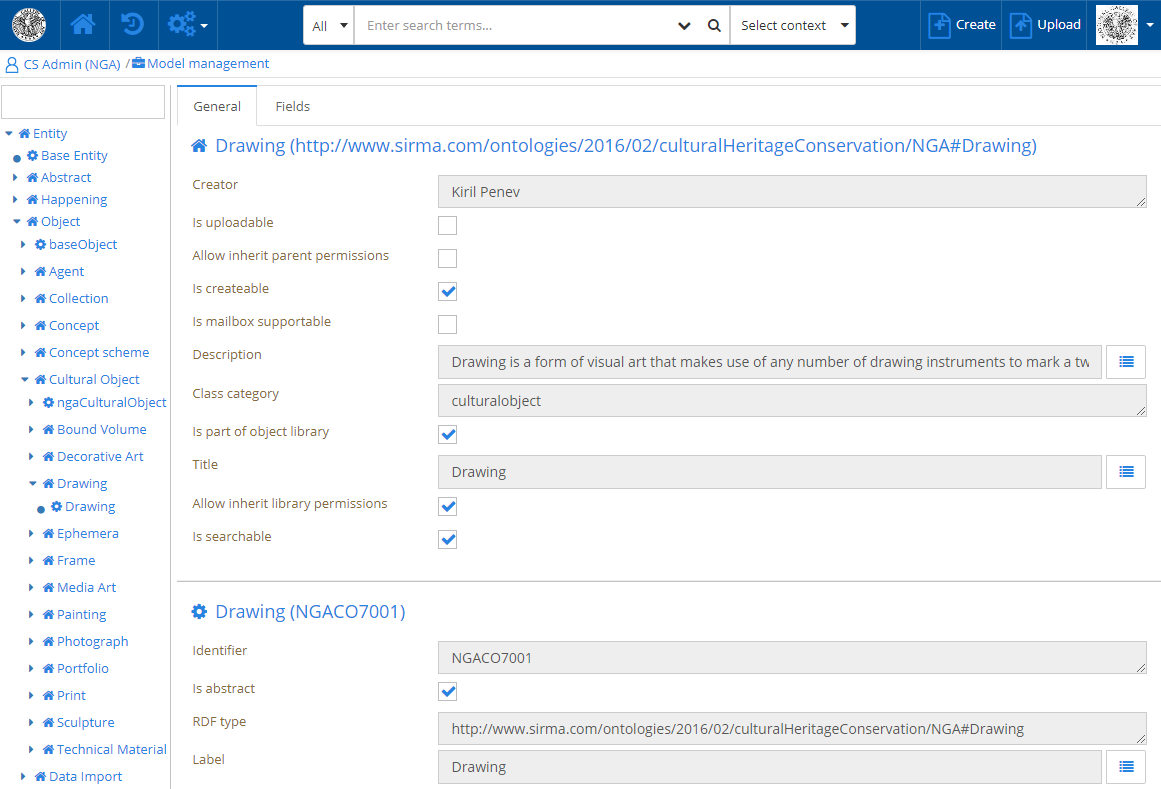 All
Enter search terms...
Select context
Create
Upload
CS Admin (NGA) / Model management
General
Fields
Entity
Base Entity
Abstract
Happening
Object
baseObject
Agent
Collection
Concept
Concept scheme
Cultural Object
ngaCulturalObject
Bound Volume
Decorative Art
Drawing
Drawing
Ephemera
Frame
Media Art
Painting
Photograph
Portfolio
Print
Sculpture
Technical Material
Data Import
Drawing (http://www.sirma.com/ontologies/2016/02/culturalHeritageConservation/NGA#Drawing)
Creator
Kiril Penev
Is uploadable
Allow inherit parent permissions
Is createable
Is mailbox supportable
Description
Drawing is a form of visual art that makes use of any number of drawing instruments to mark a tw
Class category
culturalobject
Is part of object library
Title
Drawing
Allow inherit library permissions
Is searchable
Drawing (NGACO7001)
Identifier
NGACO7001
Is abstract
RDF type
http://www.sirma.com/ontologies/2016/02/culturalHeritageConservation/NGA#Drawing
Label
Drawing